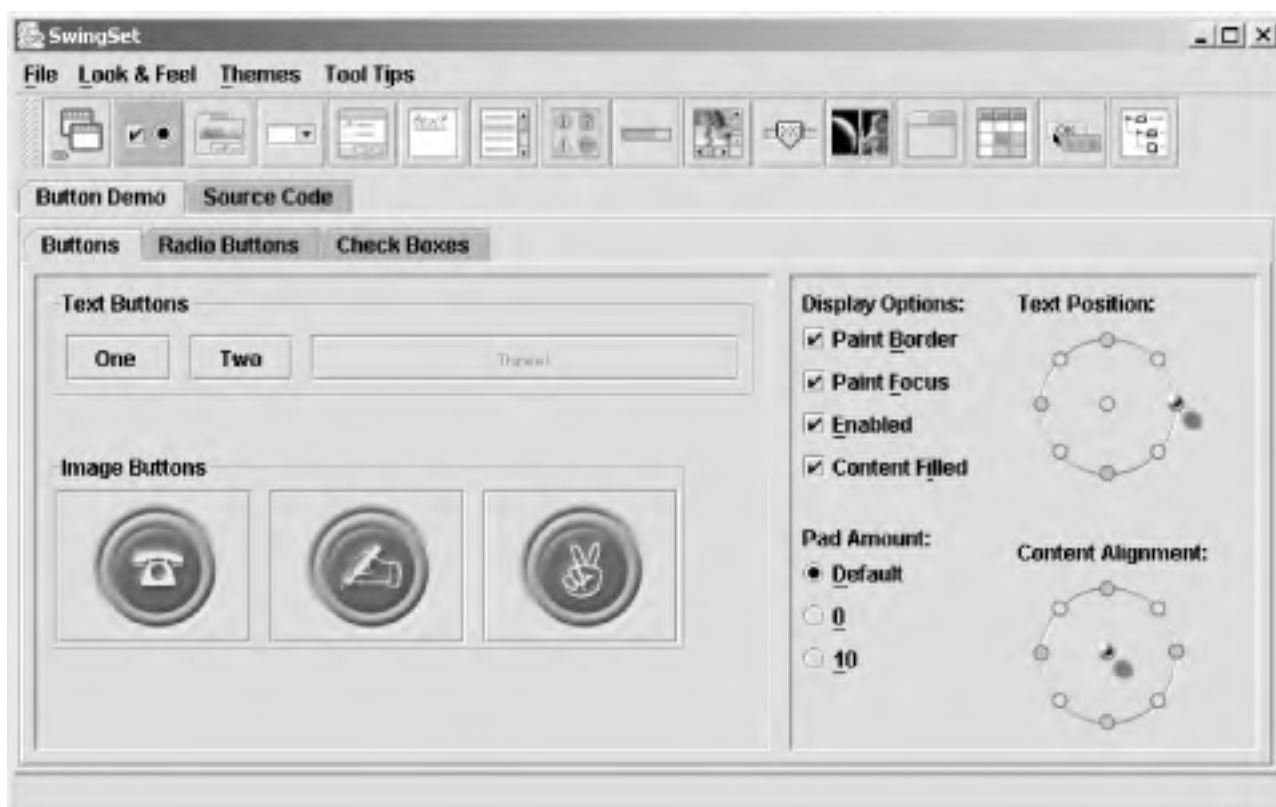 SwingSet
File Look & Feel Themes Tool Tips
Button Demo Source Code
Buttons Radio Buttons Check Boxes
Text Buttons
One Two
Image Buttons
Display Options:
Paint Border
Paint Focus
Enabled
Content Filled
Pad Amount:
Default
0
10
Text Position:
Content Alignment: